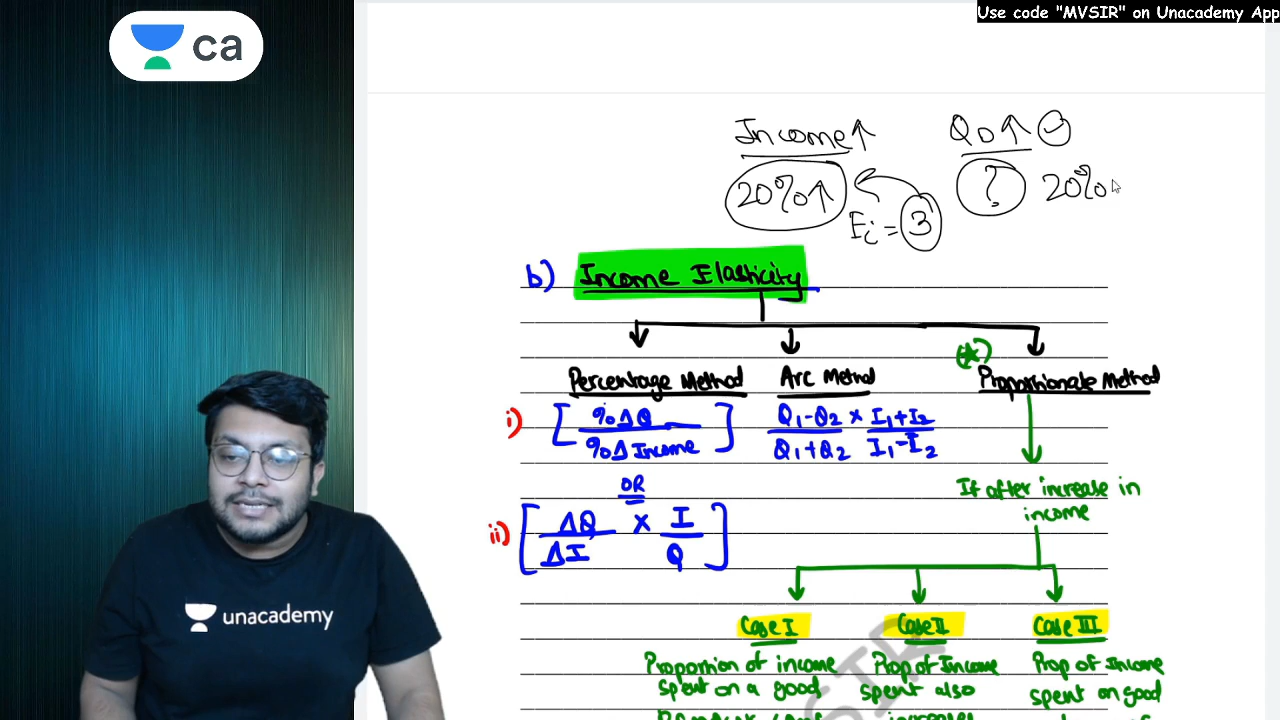 Use code "MVSIR" on Unacademy App
ca
Income↑ QD↑
20%↑ ? 20%
Ei = 3
b) Income Elasticity
(*)
Percentage Method Arc Method Proportionate Method
i) [%ΔQ / %Δ Income] Q1-Q2 / Q1+Q2 × I1+I2 / I1-I2
OR
ii) [ΔQ / ΔI × I / Q]
If after increase in
income
Case I Case II Case III
Proportion of income Prop of Income Prop of Income
spent on a good spent also spent on good
increases
unacademy
SIR